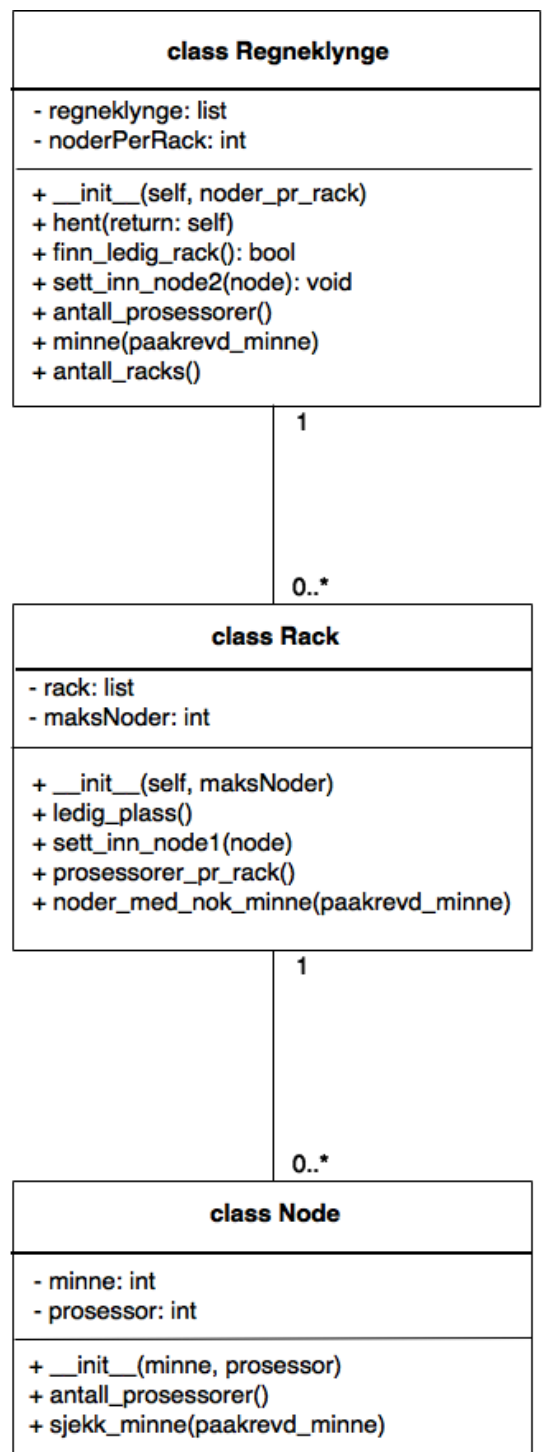 class Regneklynge
- regneklynge: list
- noderPerRack: int
+ __init__(self, noder_pr_rack)
+ hent(return: self)
+ finn_ledig_rack(): bool
+ sett_inn_node2(node): void
+ antall_prosessorer()
+ minne(paakrevd_minne)
+ antall_racks()
1
0..*
class Rack
- rack: list
- maksNoder: int
+ __init__(self, maksNoder)
+ ledig_plass()
+ sett_inn_node1(node)
+ prosessorer_pr_rack()
+ noder_med_nok_minne(paakrevd_minne)
1
0..*
class Node
- minne: int
- prosessor: int
+ __init__(minne, prosessor)
+ antall_prosessorer()
+ sjekk_minne(paakrevd_minne)